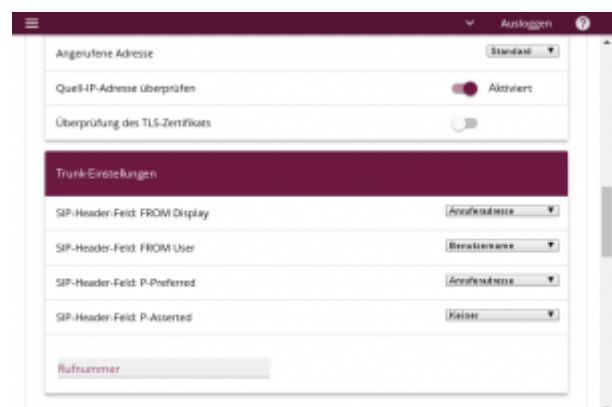 Ausloggen ?
Angerufene Adresse Standard
Quell-IP-Adresse überprüfen Aktiviert
Überprüfung des TLS-Zertifikats
Trunk-Einstellungen
SIP-Header-Feld: FROM Display Anruferadresse
SIP-Header-Feld: FROM User Benutzername
SIP-Header-Feld: P-Preferred Anruferadresse
SIP-Header-Feld: P-Asserted Keiner
Rufnummer